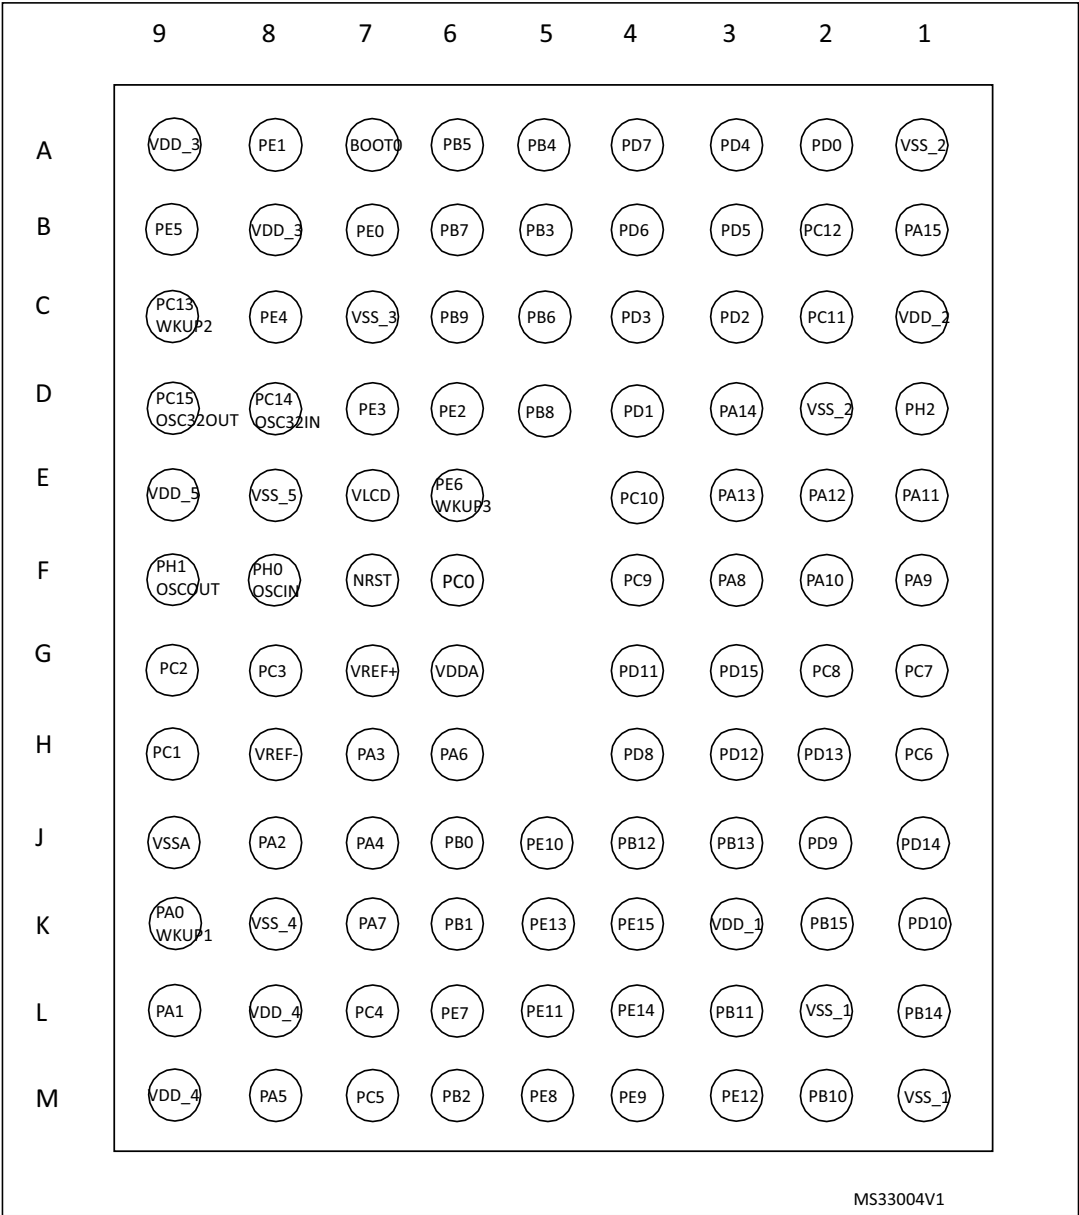 9 8 7 6 5 4 3 2 1
A VDD_3 PE1 BOOT0 PB5 PB4 PD7 PD4 PD0 VSS_2
B PE5 VDD_3 PE0 PB7 PB3 PD6 PD5 PC12 PA15
C PC13 WKUP2 PE4 VSS_3 PB9 PB6 PD3 PD2 PC11 VDD_2
D PC15 OSC32OUT PC14 OSC32IN PE3 PE2 PB8 PD1 PA14 VSS_2 PH2
E VDD_5 VSS_5 VLCD PE6 WKUP3 PC10 PA13 PA12 PA11
F PH1 OSCOUT PH0 OSCIN NRST PC0 PC9 PA8 PA10 PA9
G PC2 PC3 VREF+ VDDA PD11 PD15 PC8 PC7
H PC1 VREF- PA3 PA6 PD8 PD12 PD13 PC6
J VSSA PA2 PA4 PB0 PE10 PB12 PB13 PD9 PD14
K PA0 WKUP1 VSS_4 PA7 PB1 PE13 PE15 VDD_1 PB15 PD10
L PA1 VDD_4 PC4 PE7 PE11 PE14 PB11 VSS_1 PB14
M VDD_4 PA5 PC5 PB2 PE8 PE9 PE12 PB10 VSS_1
MS33004V1